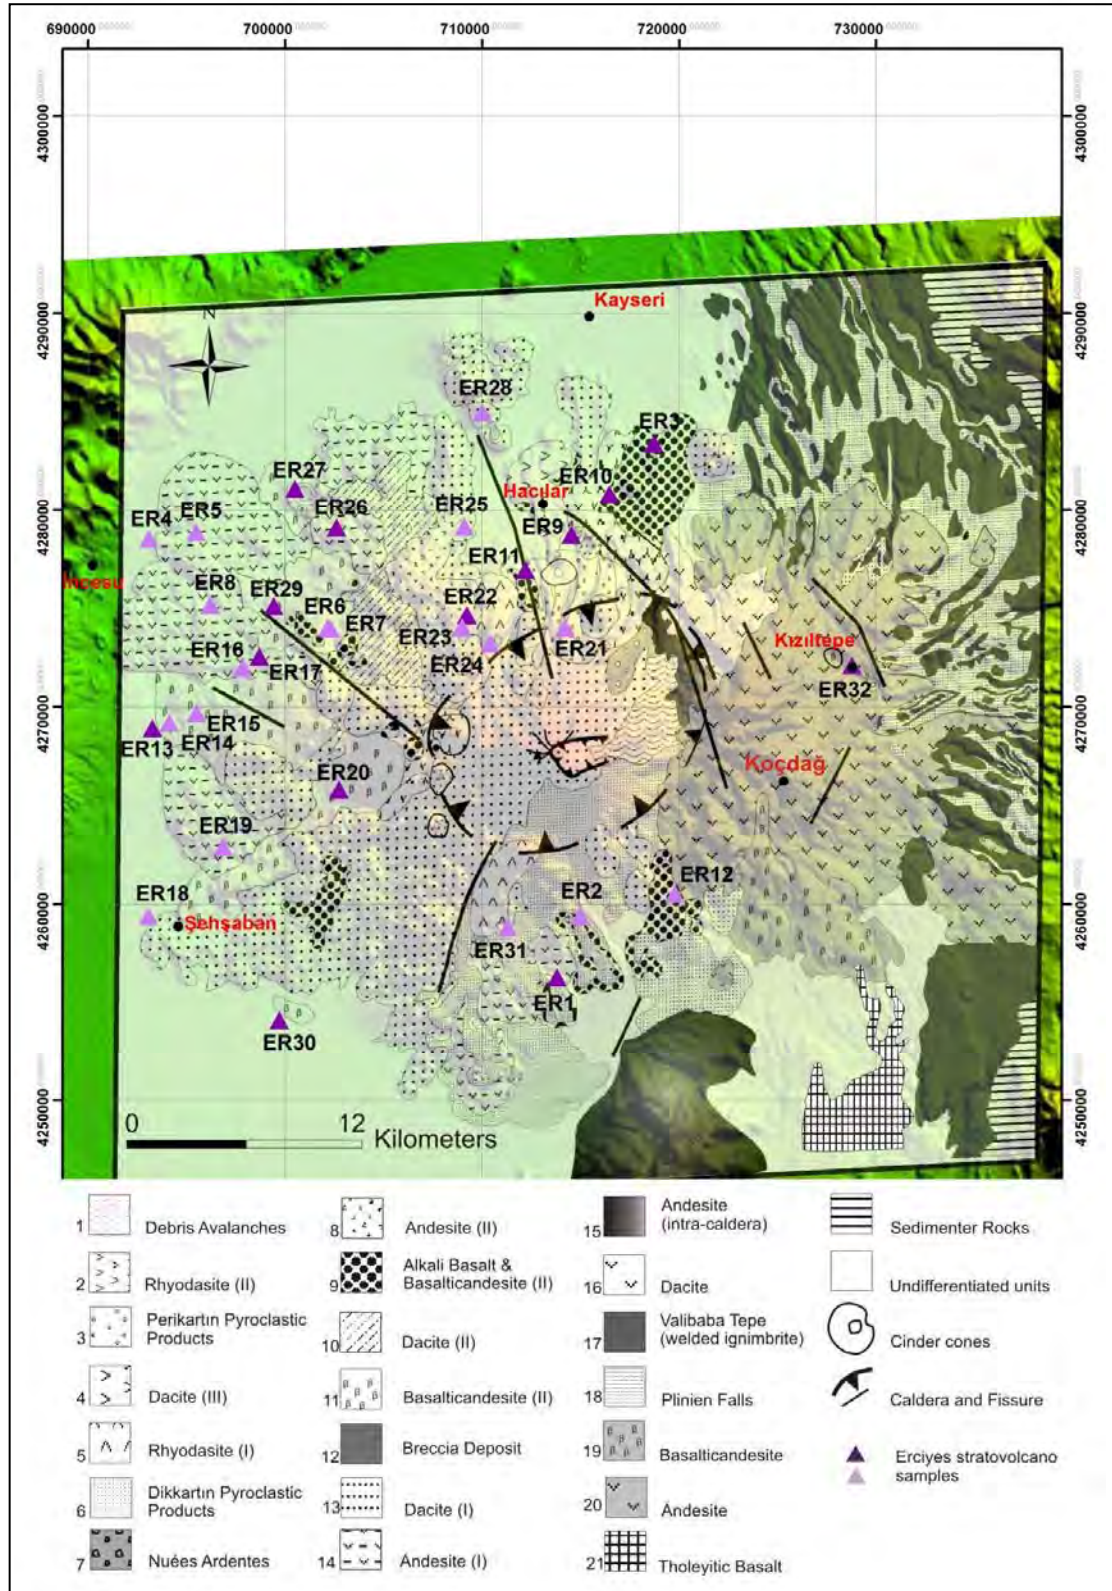 690000
700000
710000
720000
730000
4300000
4300000
4290000
4290000
4280000
4280000
4270000
4270000
4260000
4260000
4250000
4250000
N
Kayseri
ER28
ER3
ER27
ER10
Hacılar
ER26
ER25
ER5
ER4
ER9
ER11
İncesu
ER8
ER29
ER6
ER22
ER7
ER23
ER21
Kızıltepe
ER16
ER24
ER17
ER32
ER15
ER13
ER14
Koçdağ
ER20
ER19
ER12
ER2
ER18
Şehşaban
ER31
ER1
ER30
0 12
Kilometers
1 Debris Avalanches
2 Rhyodasite (II)
3 Perikartın Pyroclastic
Products
4 Dacite (III)
5 Rhyodasite (I)
6 Dikkartın Pyroclastic
Products
7 Nuées Ardentes
8 Andesite (II)
9 Alkali Basalt &
Basalticandesite (II)
10 Dacite (II)
11 Basalticandesite (II)
12 Breccia Deposit
13 Dacite (I)
14 Andesite (I)
15 Andesite
(intra-caldera)
16 Dacite
17 Valibaba Tepe
(welded ignimbrite)
18 Plinien Falls
19 Basalticandesite
20 Andesite
21 Tholeyitic Basalt
Sedimenter Rocks
Undifferentiated units
Cinder cones
Caldera and Fissure
Erciyes stratovolcano
samples